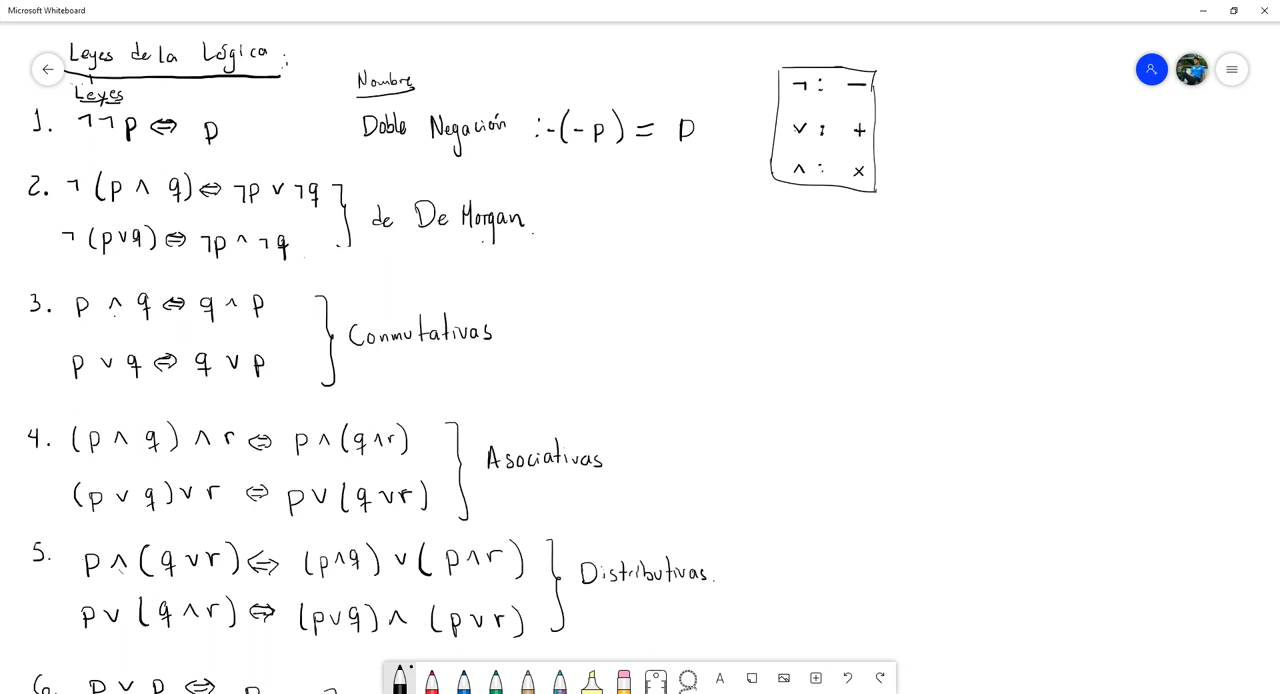 Microsoft Whiteboard
Leyes de la Lógica :
Leyes
Nombre
1. ¬¬p ⇔ p
Doble Negación : -(-p) = p
¬ : −
∨ : +
∧ : x
2. ¬(p ∧ q) ⇔ ¬p ∨ ¬q
¬(p∨q) ⇔ ¬p ∧ ¬q
de De Morgan.
3. p ∧ q ⇔ q ∧ p
p ∨ q ⇔ q ∨ p
Conmutativas
4. (p ∧ q) ∧ r ⇔ p ∧ (q ∧ r)
(p ∨ q) ∨ r ⇔ p ∨ (q ∨ r)
Asociativas
5. p ∧ (q ∨ r) ⇔ (p ∧ q) ∨ (p ∧ r)
p ∨ (q ∧ r) ⇔ (p ∨ q) ∧ (p ∨ r)
Distributivas.
6. p ∨ p ⇔ p